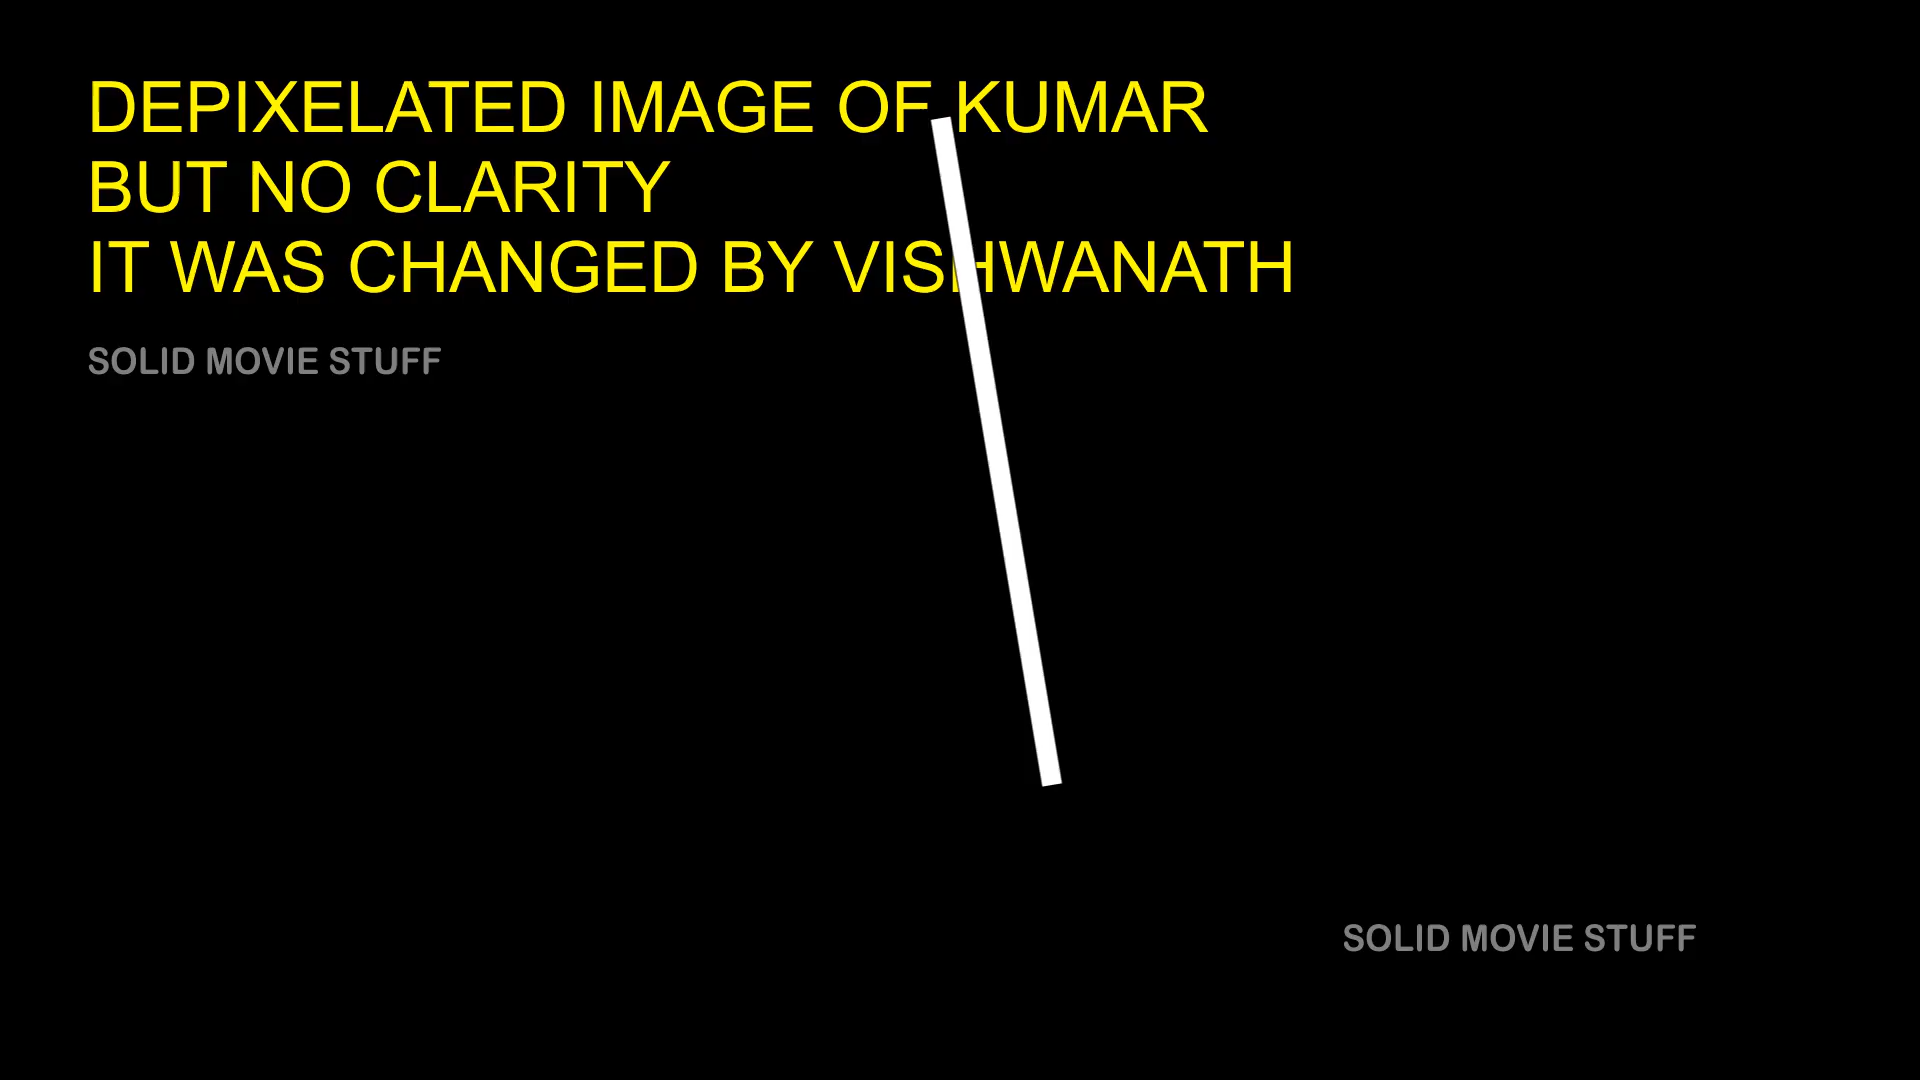 DEPIXELATED IMAGE OF KUMAR
BUT NO CLARITY
IT WAS CHANGED BY VISHWANATH
SOLID MOVIE STUFF
SOLID MOVIE STUFF